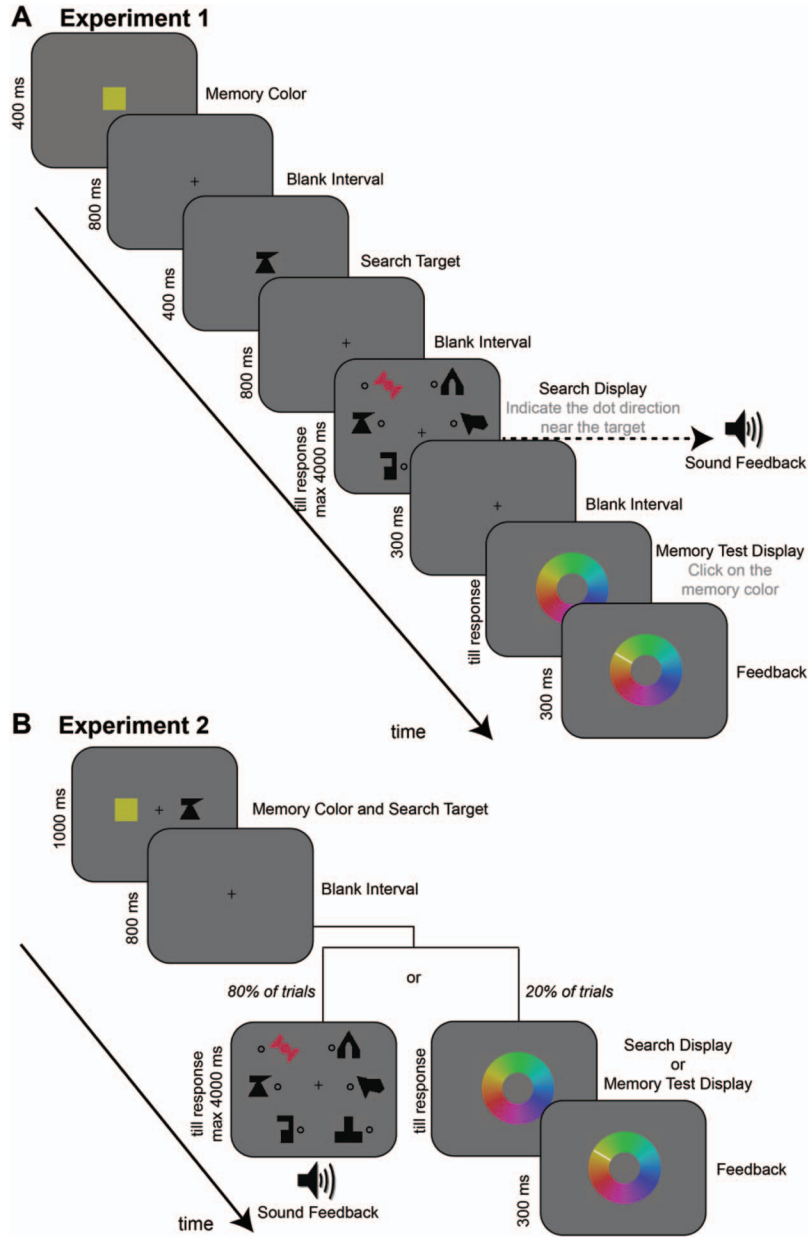 A Experiment 1
400 ms
Memory Color
800 ms
Blank Interval
400 ms
Search Target
800 ms
Blank Interval
till response
max 4000 ms
Search Display
Indicate the dot direction
near the target
Sound Feedback
300 ms
Blank Interval
till response
Memory Test Display
Click on the
memory color
300 ms
Feedback
time
B Experiment 2
1000 ms
Memory Color and Search Target
800 ms
Blank Interval
or
80% of trials
20% of trials
till response
max 4000 ms
till response
Search Display
or
Memory Test Display
Sound Feedback
300 ms
Feedback
time